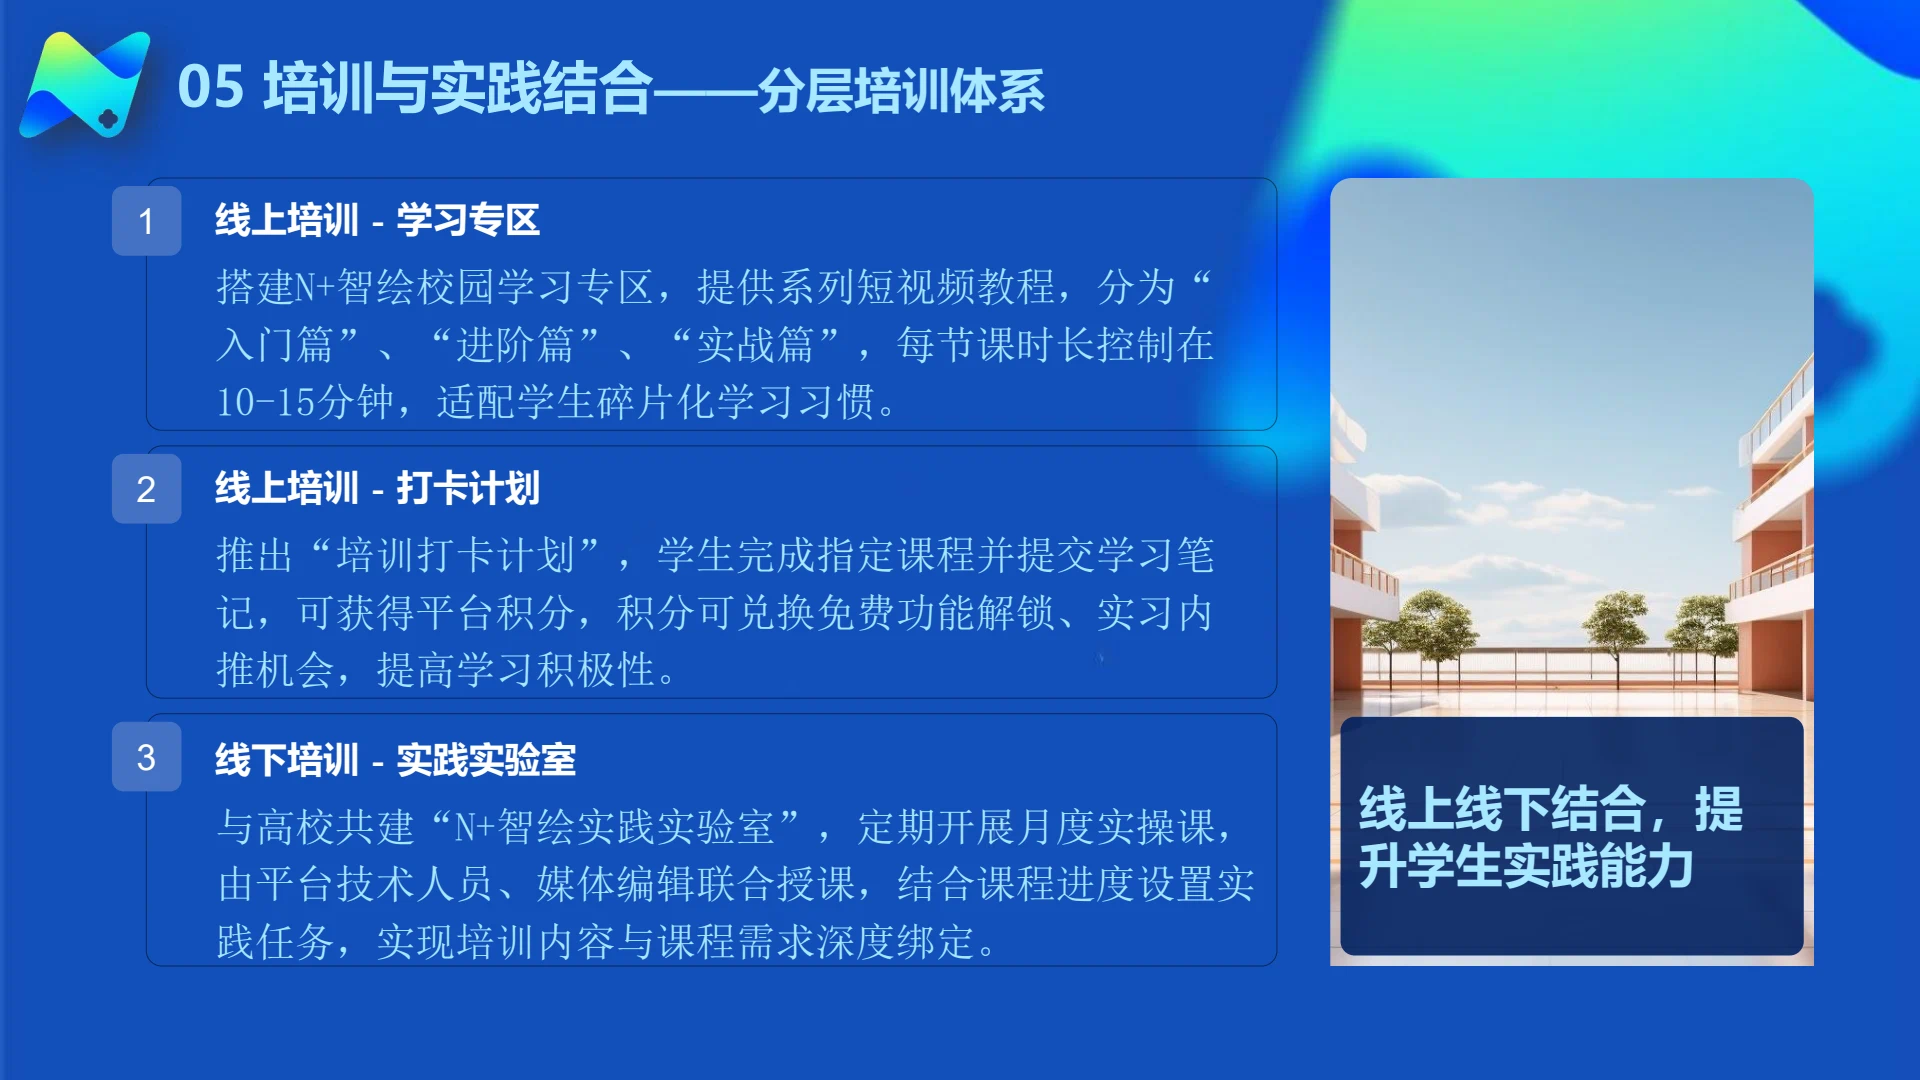 05 培训与实践结合——分层培训体系
1
线上培训 - 学习专区
搭建N+智绘校园学习专区，提供系列短视频教程，分为“
入门篇”、“进阶篇”、“实战篇”，每节课时长控制在
10-15分钟，适配学生碎片化学习习惯。
2
线上培训 - 打卡计划
推出“培训打卡计划”，学生完成指定课程并提交学习笔
记，可获得平台积分，积分可兑换免费功能解锁、实习内
推机会，提高学习积极性。
3
线下培训 - 实践实验室
与高校共建“N+智绘实践实验室”，定期开展月度实操课，
由平台技术人员、媒体编辑联合授课，结合课程进度设置实
践任务，实现培训内容与课程需求深度绑定。
线上线下结合，提
升学生实践能力